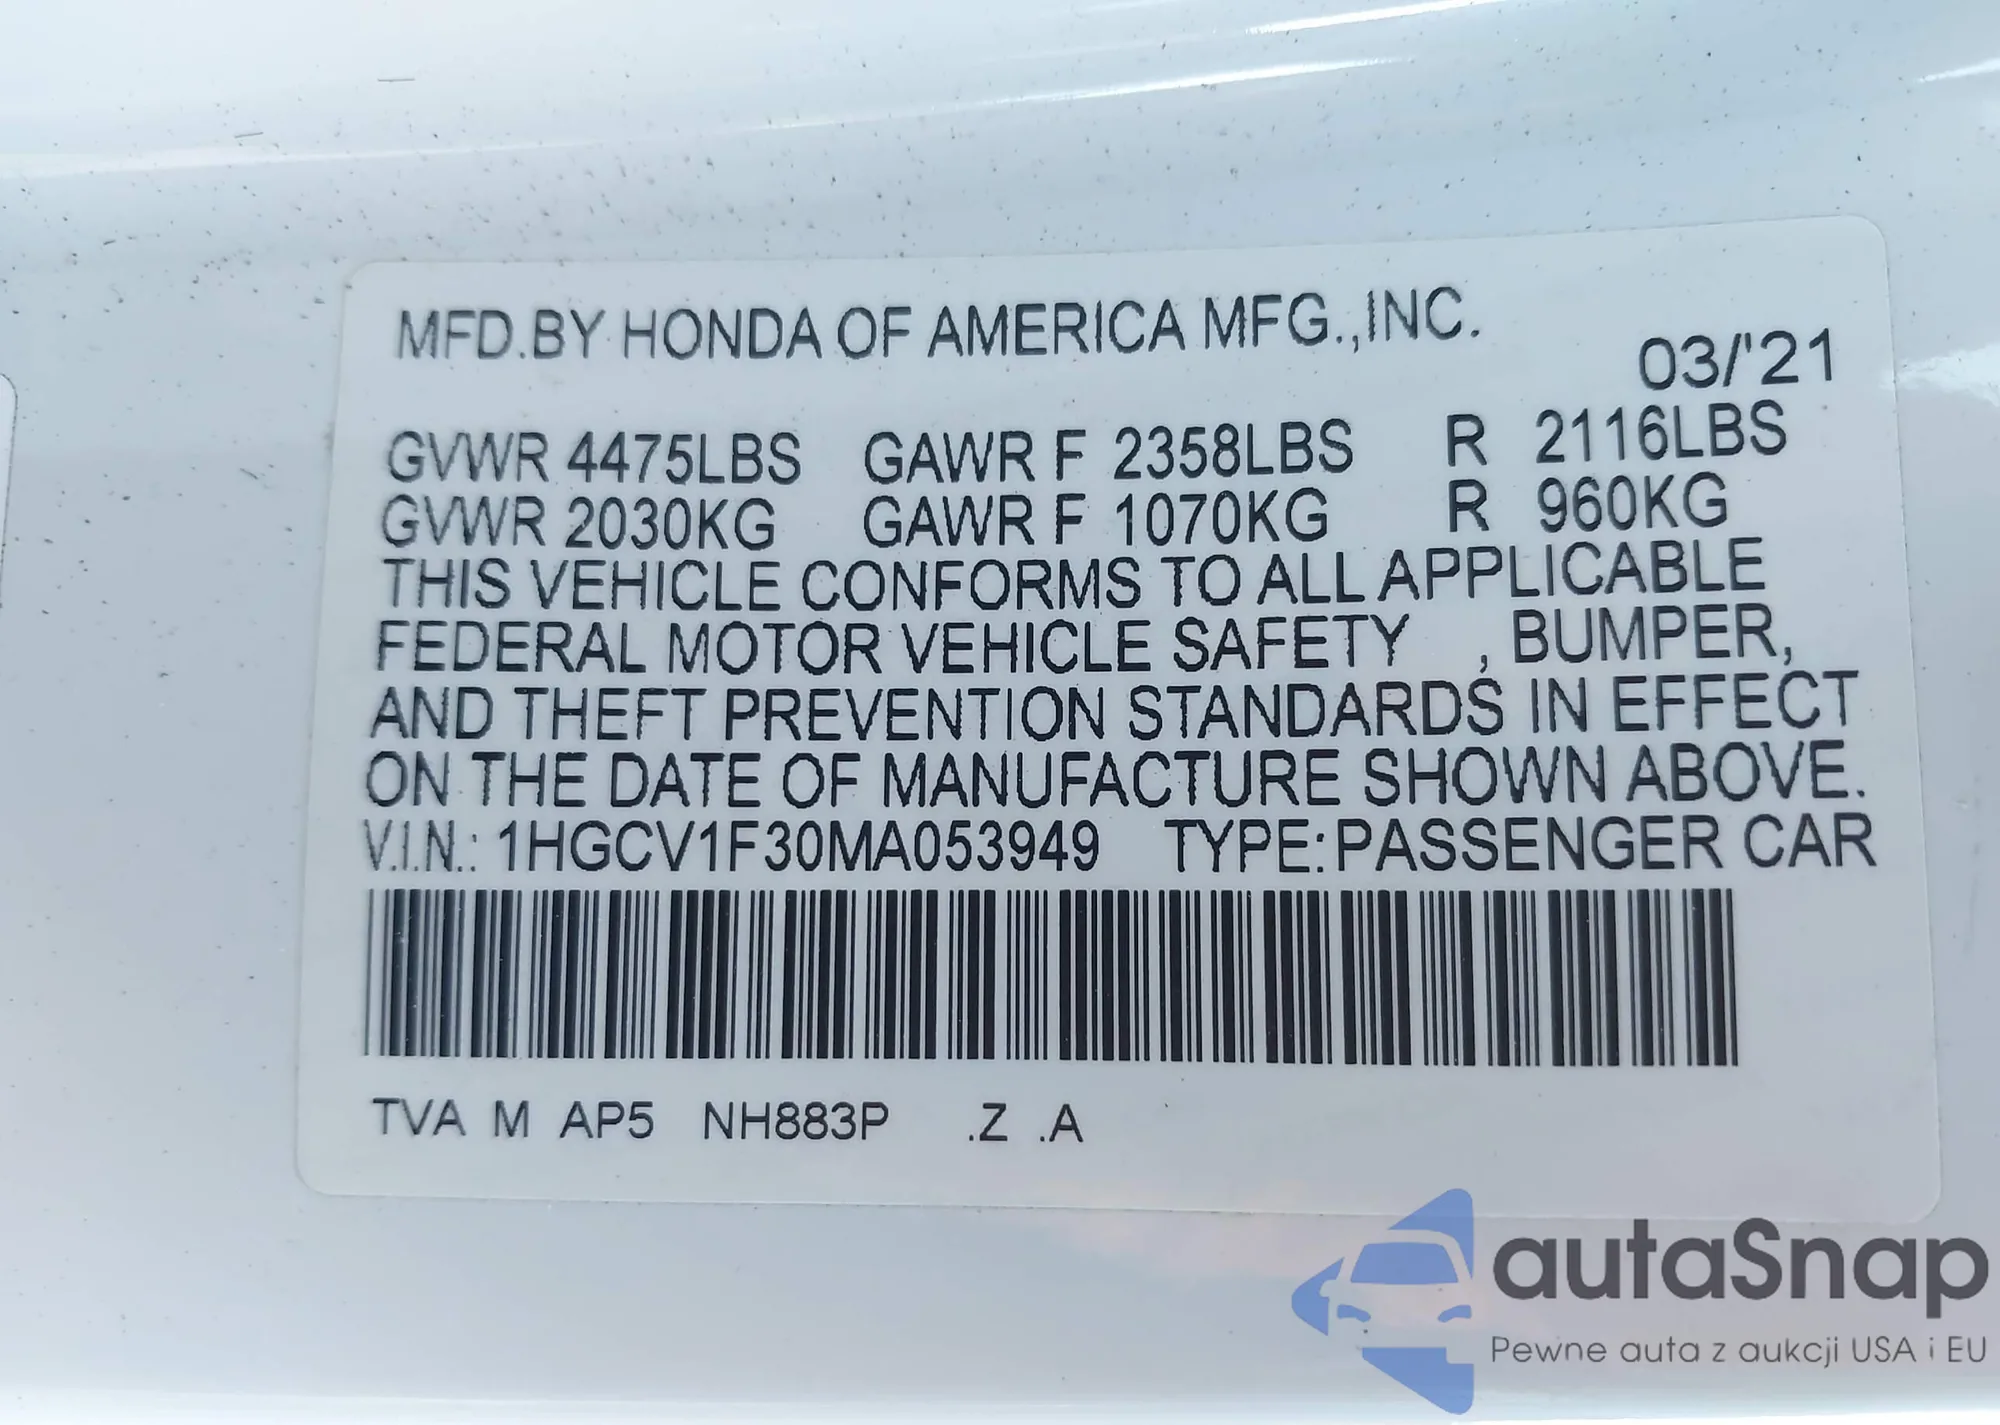 MFD.BY HONDA OF AMERICA MFG.,INC.
03/'21
GVWR 4475LBS GAWR F 2358LBS R 2116LBS
GVWR 2030KG GAWR F 1070KG R 960KG
THIS VEHICLE CONFORMS TO ALL APPLICABLE
FEDERAL MOTOR VEHICLE SAFETY , BUMPER,
AND THEFT PREVENTION STANDARDS IN EFFECT
ON THE DATE OF MANUFACTURE SHOWN ABOVE.
V.I.N.: 1HGCV1F30MA053949 TYPE:PASSENGER CAR
TVA M AP5 NH883P .Z .A
autaSnap
Pewne auta z aukcji USA i EU